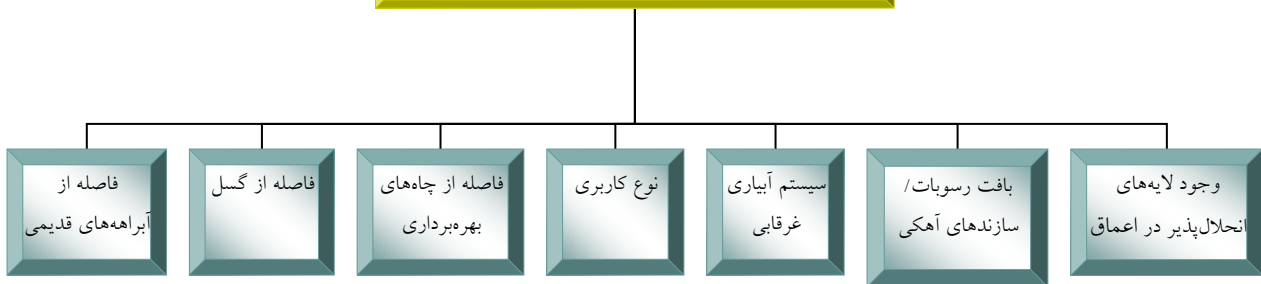 وجود لایه‌های
انحلال‌پذیر در اعماق
بافت رسوبات/
سازندهای آهکی
سیستم آبیاری
غرقابی
نوع کاربری
فاصله از چاه‌های
بهره‌برداری
فاصله از گسل
فاصله از
آبراهه‌های قدیمی